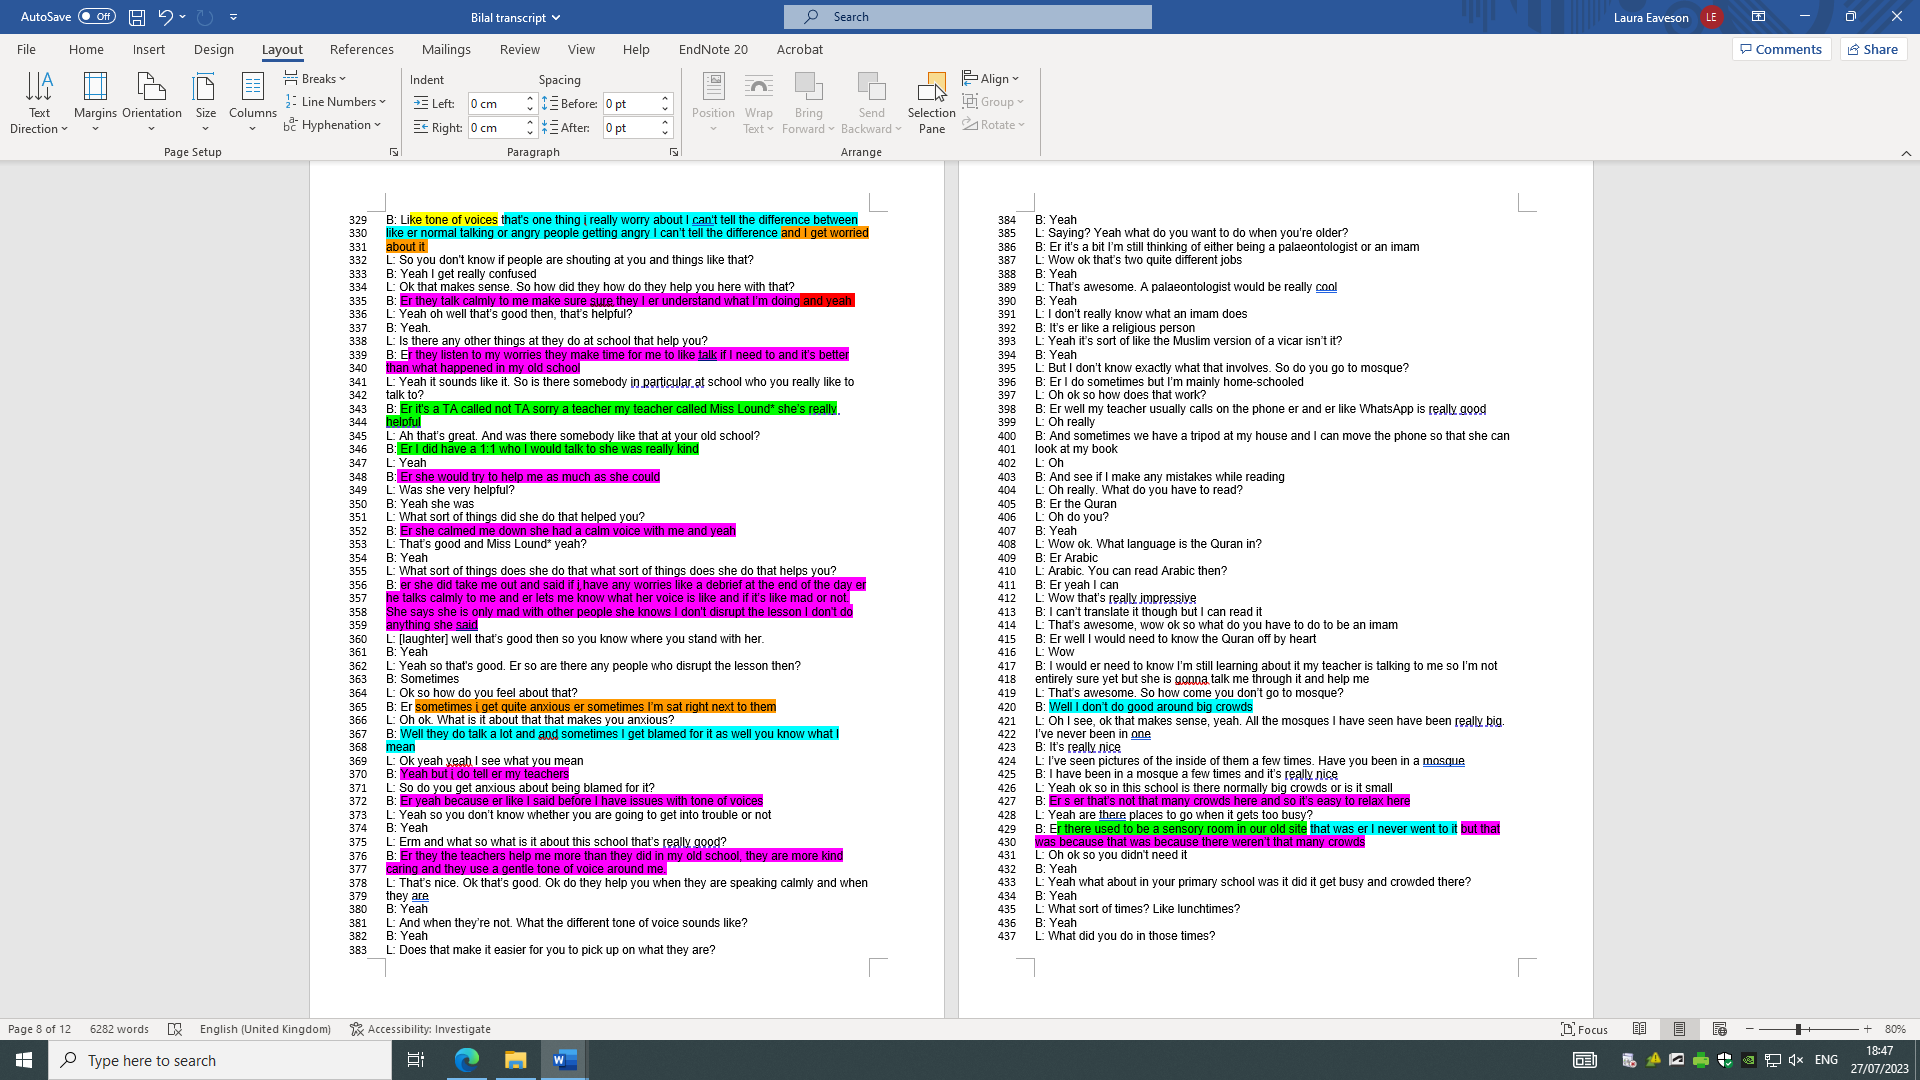 AutoSave Off Bilal transcript Search Laura Eaveson LE
File Home Insert Design Layout References Mailings Review View Help EndNote 20 Acrobat Comments Share
Text Direction Margins Orientation Size Columns Breaks Line Numbers Hyphenation
Page Setup
Indent Spacing
Left: 0 cm Before: 0 pt
Right: 0 cm After: 0 pt
Paragraph
Position Wrap Text Bring Forward Send Backward Selection Pane Align Group Rotate
Arrange
329 B: Like tone of voices that's one thing i really worry about I can't tell the difference between
330 like er normal talking or angry people getting angry I can't tell the difference and I get worried
331 about it
332 L: So you don't know if people are shouting at you and things like that?
333 B: Yeah I get really confused
334 L: Ok that makes sense. So how did they how do they help you here with that?
335 B: Er they talk calmly to me make sure sure they I er understand what I'm doing and yeah
336 L: Yeah oh well that's good then, that's helpful?
337 B: Yeah.
338 L: Is there any other things at they do at school that help you?
339 B: Er they listen to my worries they make time for me to like talk if I need to and it's better
340 than what happened in my old school
341 L: Yeah it sounds like it. So is there somebody in particular at school who you really like to
342 talk to?
343 B: Er it's a TA called not TA sorry a teacher my teacher called Miss Lound* she's really
344 helpful
345 L: Ah that's great. And was there somebody like that at your old school?
346 B: Er I did have a 1:1 who I would talk to she was really kind
347 L: Yeah
348 B: Er she would try to help me as much as she could
349 L: Was she very helpful?
350 B: Yeah she was
351 L: What sort of things did she do that helped you?
352 B: Er she calmed me down she had a calm voice with me and yeah
353 L: That's good and Miss Lound* yeah?
354 B: Yeah
355 L: What sort of things does she do that what sort of things does she do that helps you?
356 B: er she did take me out and said if i have any worries like a debrief at the end of the day er
357 he talks calmly to me and er lets me know what her voice is like and if it's like mad or not.
358 She says she is only mad with other people she knows I don't disrupt the lesson I don't do
359 anything she said
360 L: [laughter] well that's good then so you know where you stand with her.
361 B: Yeah
362 L: Yeah so that's good. Er so are there any people who disrupt the lesson then?
363 B: Sometimes
364 L: Ok so how do you feel about that?
365 B: Er sometimes i get quite anxious er sometimes I'm sat right next to them
366 L: Oh ok. What is it about that that makes you anxious?
367 B: Well they do talk a lot and and sometimes I get blamed for it as well you know what I
368 mean
369 L: Ok yeah yeah I see what you mean
370 B: Yeah but i do tell er my teachers
371 L: So do you get anxious about being blamed for it?
372 B: Er yeah because er like I said before I have issues with tone of voices
373 L: Yeah so you don't know whether you are going to get into trouble or not
374 B: Yeah
375 L: Erm and what so what is it about this school that's really good?
376 B: Er they the teachers help me more than they did in my old school, they are more kind
377 caring and they use a gentle tone of voice around me.
378 L: That's nice. Ok that's good. Ok do they help you when they are speaking calmly and when
379 they are
380 B: Yeah
381 L: And when they're not. What the different tone of voice sounds like?
382 B: Yeah
383 L: Does that make it easier for you to pick up on what they are?
384 B: Yeah
385 L: Saying? Yeah what do you want to do when you're older?
386 B: Er it's a bit I'm still thinking of either being a palaeontologist or an imam
387 L: Wow ok that's two quite different jobs
388 B: Yeah
389 L: That's awesome. A palaeontologist would be really cool
390 B: Yeah
391 L: I don't really know what an imam does
392 B: It's er like a religious person
393 L: Yeah it's sort of like the Muslim version of a vicar isn't it?
394 B: Yeah
395 L: But I don't know exactly what that involves. So do you go to mosque?
396 B: Er I do sometimes but I'm mainly home-schooled
397 L: Oh ok so how does that work?
398 B: Er well my teacher usually calls on the phone er and er like WhatsApp is really good
399 L: Oh really
400 B: And sometimes we have a tripod at my house and I can move the phone so that she can
401 look at my book
402 L: Oh
403 B: And see if I make any mistakes while reading
404 L: Oh really. What do you have to read?
405 B: Er the Quran
406 L: Oh do you?
407 B: Yeah
408 L: Wow ok. What language is the Quran in?
409 B: Er Arabic
410 L: Arabic. You can read Arabic then?
411 B: Er yeah I can
412 L: Wow that's really impressive
413 B: I can't translate it though but I can read it
414 L: That's awesome, wow ok so what do you have to do to be an imam
415 B: Er well I would need to know the Quran off by heart
416 L: Wow
417 B: I would er need to know I'm still learning about it my teacher is talking to me so I'm not
418 entirely sure yet but she is gonna talk me through it and help me
419 L: That's awesome. So how come you don't go to mosque?
420 B: Well I don't do good around big crowds
421 L: Oh I see, ok that makes sense, yeah. All the mosques I have seen have been really big.
422 I've never been in one
423 B: It's really nice
424 L: I've seen pictures of the inside of them a few times. Have you been in a mosque
425 B: I have been in a mosque a few times and it's really nice
426 L: Yeah ok so in this school is there normally big crowds or is it small
427 B: Er s er that's not that many crowds here and so it's easy to relax here
428 L: Yeah are there places to go when it gets too busy?
429 B: Er there used to be a sensory room in our old site that was er I never went to it but that
430 was because that was because there weren't that many crowds
431 L: Oh ok so you didn't need it
432 B: Yeah
433 L: Yeah what about in your primary school was it did it get busy and crowded there?
434 B: Yeah
435 L: What sort of times? Like lunchtimes?
436 B: Yeah
437 L: What did you do in those times?
Page 8 of 12 6282 words English (United Kingdom) Accessibility: Investigate Focus 80%
Type here to search ENG 18:47
27/07/2023